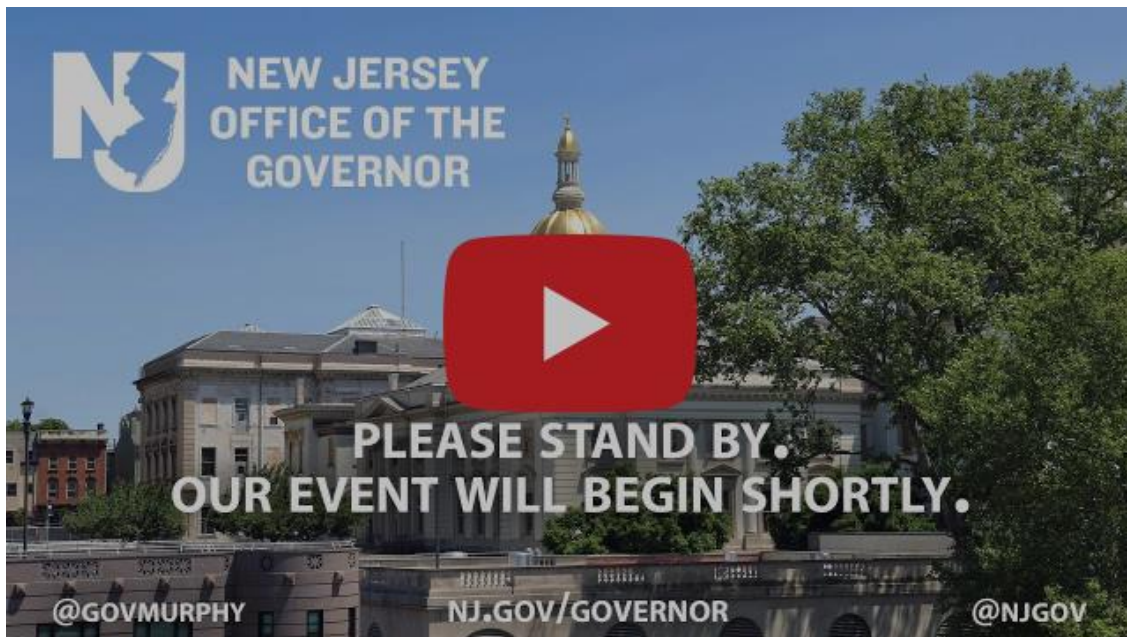 NJ
NEW JERSEY
OFFICE OF THE
GOVERNOR
PLEASE STAND BY.
OUR EVENT WILL BEGIN SHORTLY.
@GOVMURPHY
NJ.GOV/GOVERNOR
@NJGOV